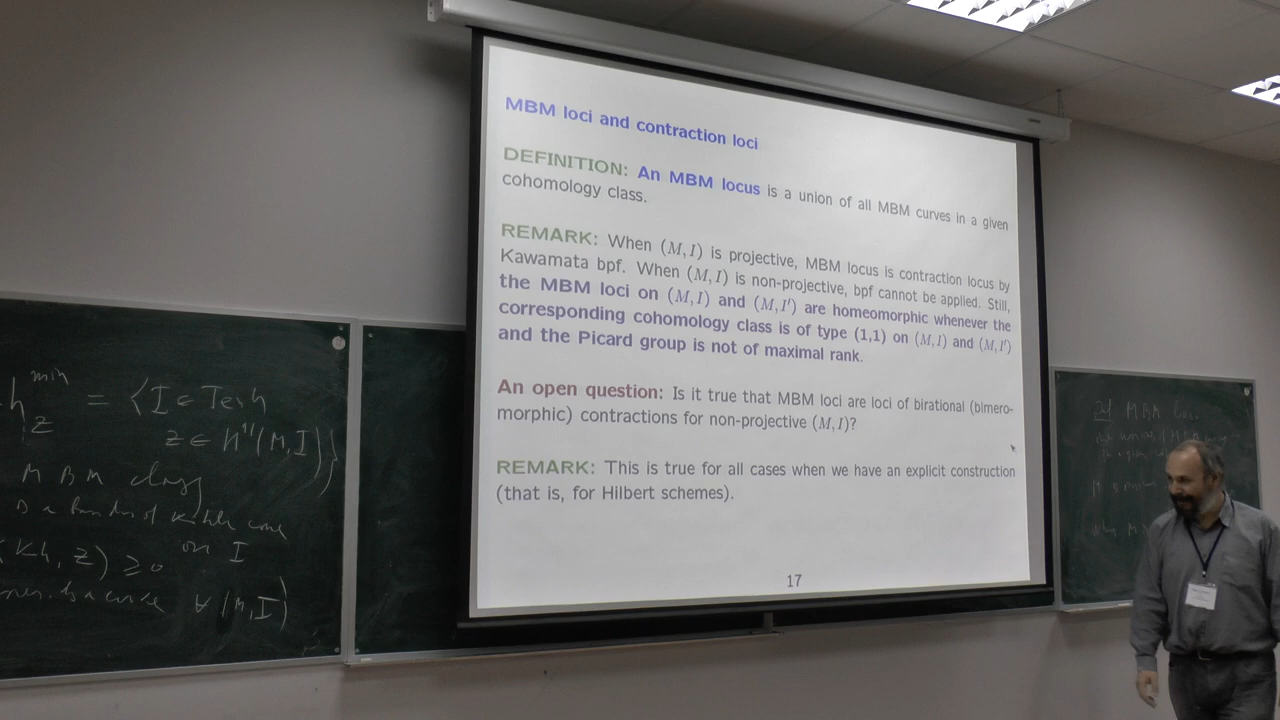 MBM loci and contraction loci
DEFINITION: An MBM locus is a union of all MBM curves in a given
cohomology class.
REMARK: When (M, I) is projective, MBM locus is contraction locus by
Kawamata bpf. When (M, I) is non-projective, bpf cannot be applied. Still,
the MBM loci on (M, I) and (M, I′) are homeomorphic whenever the
corresponding cohomology class is of type (1,1) on (M, I) and (M, I′)
and the Picard group is not of maximal rank.
An open question: Is it true that MBM loci are loci of birational (bimero-
morphic) contractions for non-projective (M, I)?
REMARK: This is true for all cases when we have an explicit construction
(that is, for Hilbert schemes).
17
min
z = {I ∈ Teich
z ∈ H¹¹(M, I)}
MBM class
on I
, z) ≥ 0
∀ (M, I)
MBM